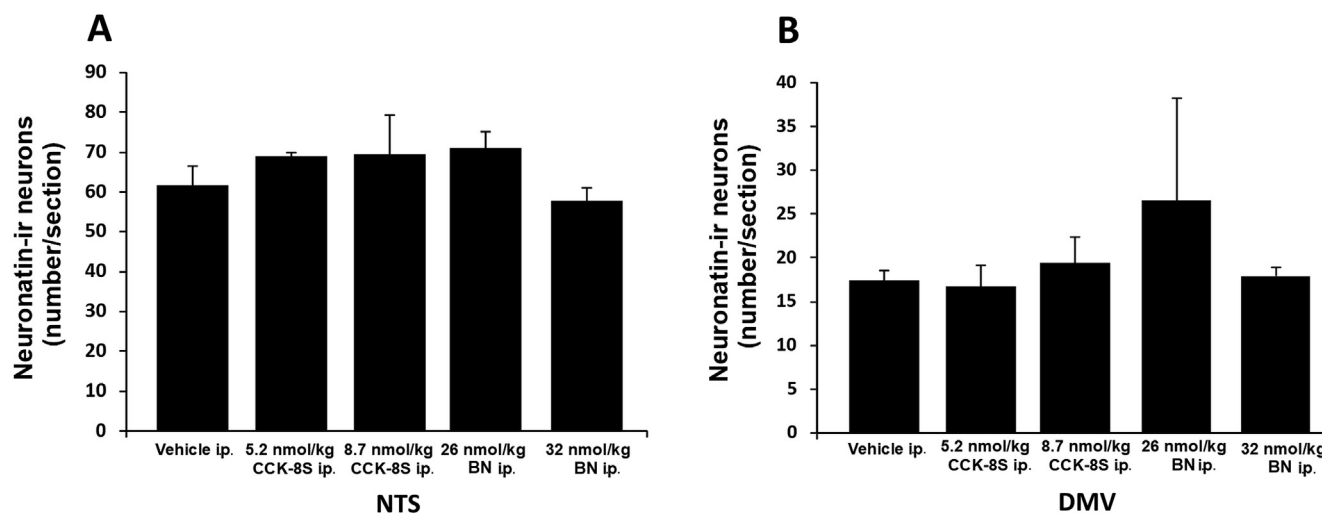 A
Neuronatin-ir neurons
(number/section)
90
80
70
60
50
40
30
20
10
0
Vehicle ip.
5.2 nmol/kg
CCK-8S ip.
8.7 nmol/kg
CCK-8S ip.
26 nmol/kg
BN ip.
32 nmol/kg
BN ip.
NTS
B
Neuronatin-ir neurons
(number/section)
40
35
30
25
20
15
10
5
0
Vehicle ip.
5.2 nmol/kg
CCK-8S ip.
8.7 nmol/kg
CCK-8S ip.
26 nmol/kg
BN ip.
32 nmol/kg
BN ip.
DMV